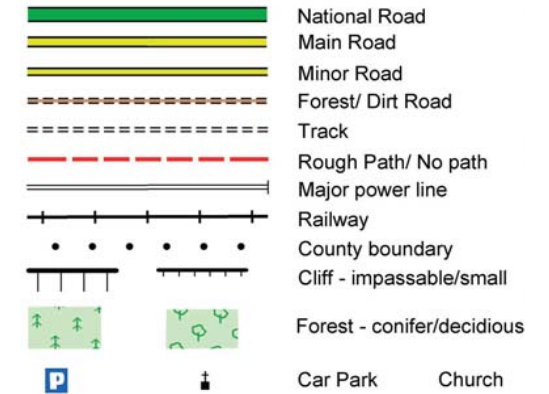 National Road
Main Road
Minor Road
Forest/ Dirt Road
Track
Rough Path/ No path
Major power line
Railway
County boundary
Cliff - impassable/small
Forest - conifer/decidious
P Car Park Church